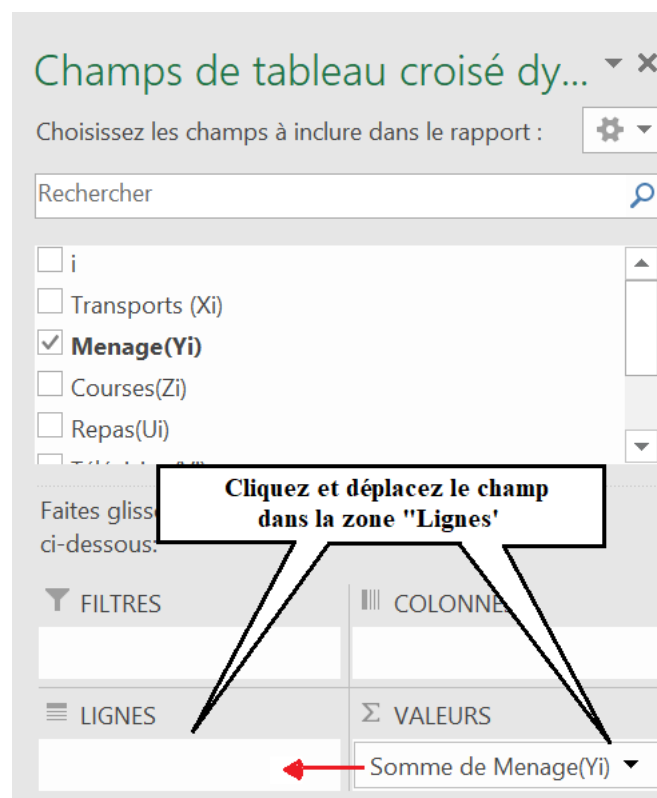 Champs de tableau croisé dy...
Choisissez les champs à inclure dans le rapport :
Rechercher
i
Transports (Xi)
Menage(Yi)
Courses(Zi)
Repas(Ui)
Cliquez et déplacez le champ
dans la zone "Lignes'
Faites gliss
ci-dessous:
FILTRES
COLONNE
LIGNES
Σ VALEURS
Somme de Menage(Yi)